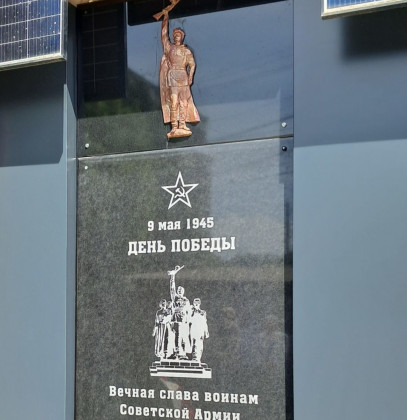 9 мая 1945
ДЕНЬ ПОБЕДЫ
Вечная слава воинам
Советской Армии